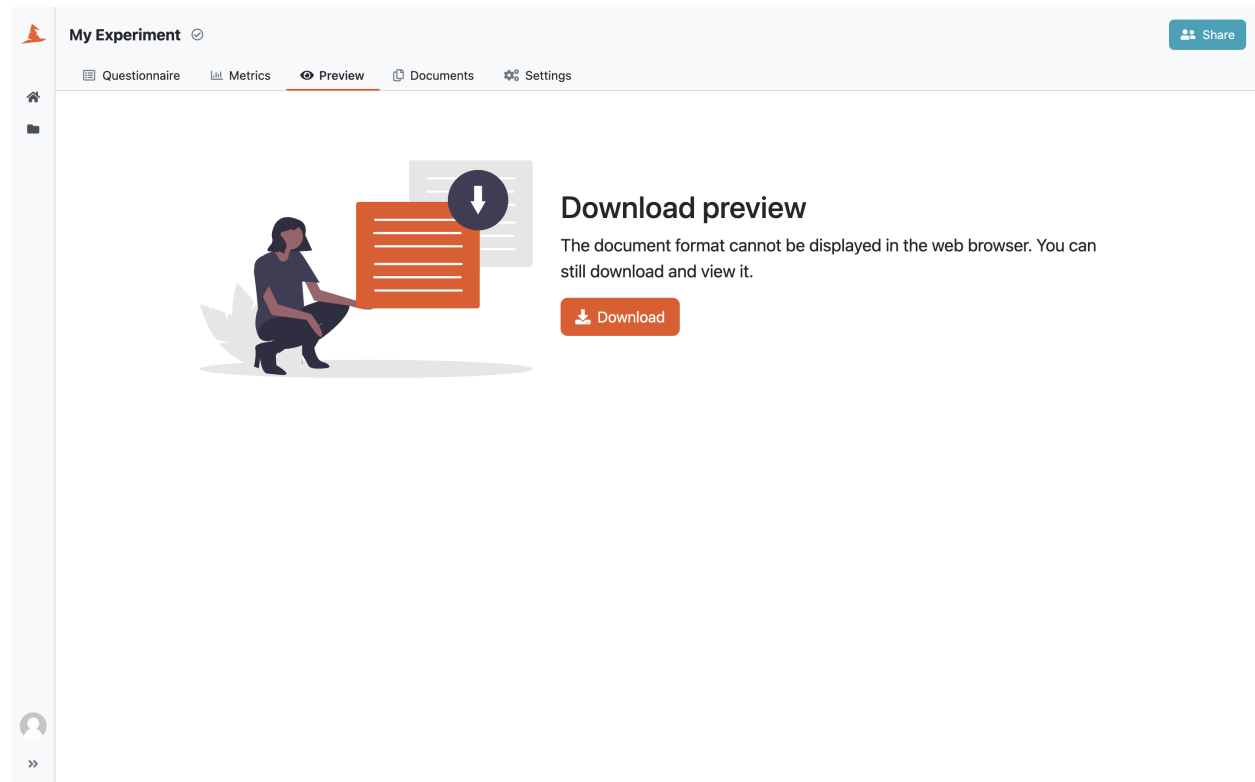 My Experiment
Share
Questionnaire
Metrics
Preview
Documents
Settings
Download preview
The document format cannot be displayed in the web browser. You can
still download and view it.
Download